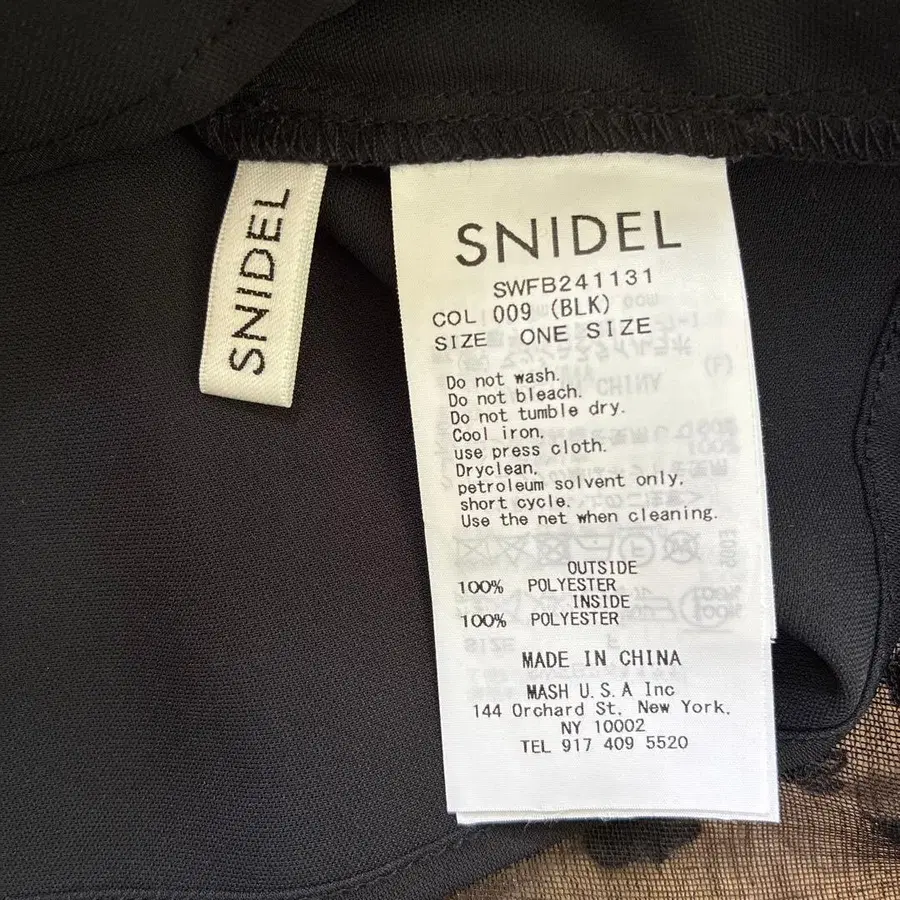 SNIDEL
SNIDEL
SWFB241131
COL 009 (BLK)
SIZE ONE SIZE
Do not wash.
Do not bleach.
Do not tumble dry.
Cool iron,
use press cloth.
Dryclean,
petroleum solvent only,
short cycle.
Use the net when cleaning.
OUTSIDE
100% POLYESTER
INSIDE
100% POLYESTER
MADE IN CHINA
MASH U.S.A Inc
144 Orchard St. New York.
NY 10002
TEL 917 409 5520